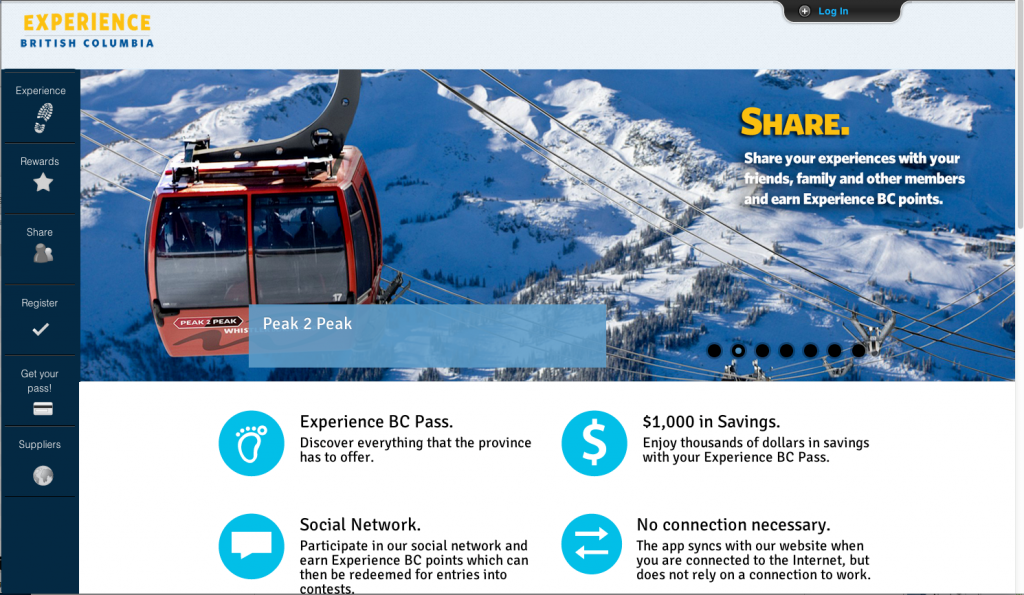 EXPERIENCE
BRITISH COLUMBIA
Log In
Experience
Rewards
Share
Register
Get your
pass!
Suppliers
SHARE.
Share your experiences with your
friends, family and other members
and earn Experience BC points.
17
PEAK 2 PEAK
WHIS
Peak 2 Peak
Experience BC Pass.
Discover everything that the province
has to offer.
$1,000 in Savings.
Enjoy thousands of dollars in savings
with your Experience BC Pass.
Social Network.
Participate in our social network and
earn Experience BC points which can
then be redeemed for entries into
contests.
No connection necessary.
The app syncs with our website when
you are connected to the Internet, but
does not rely on a connection to work.